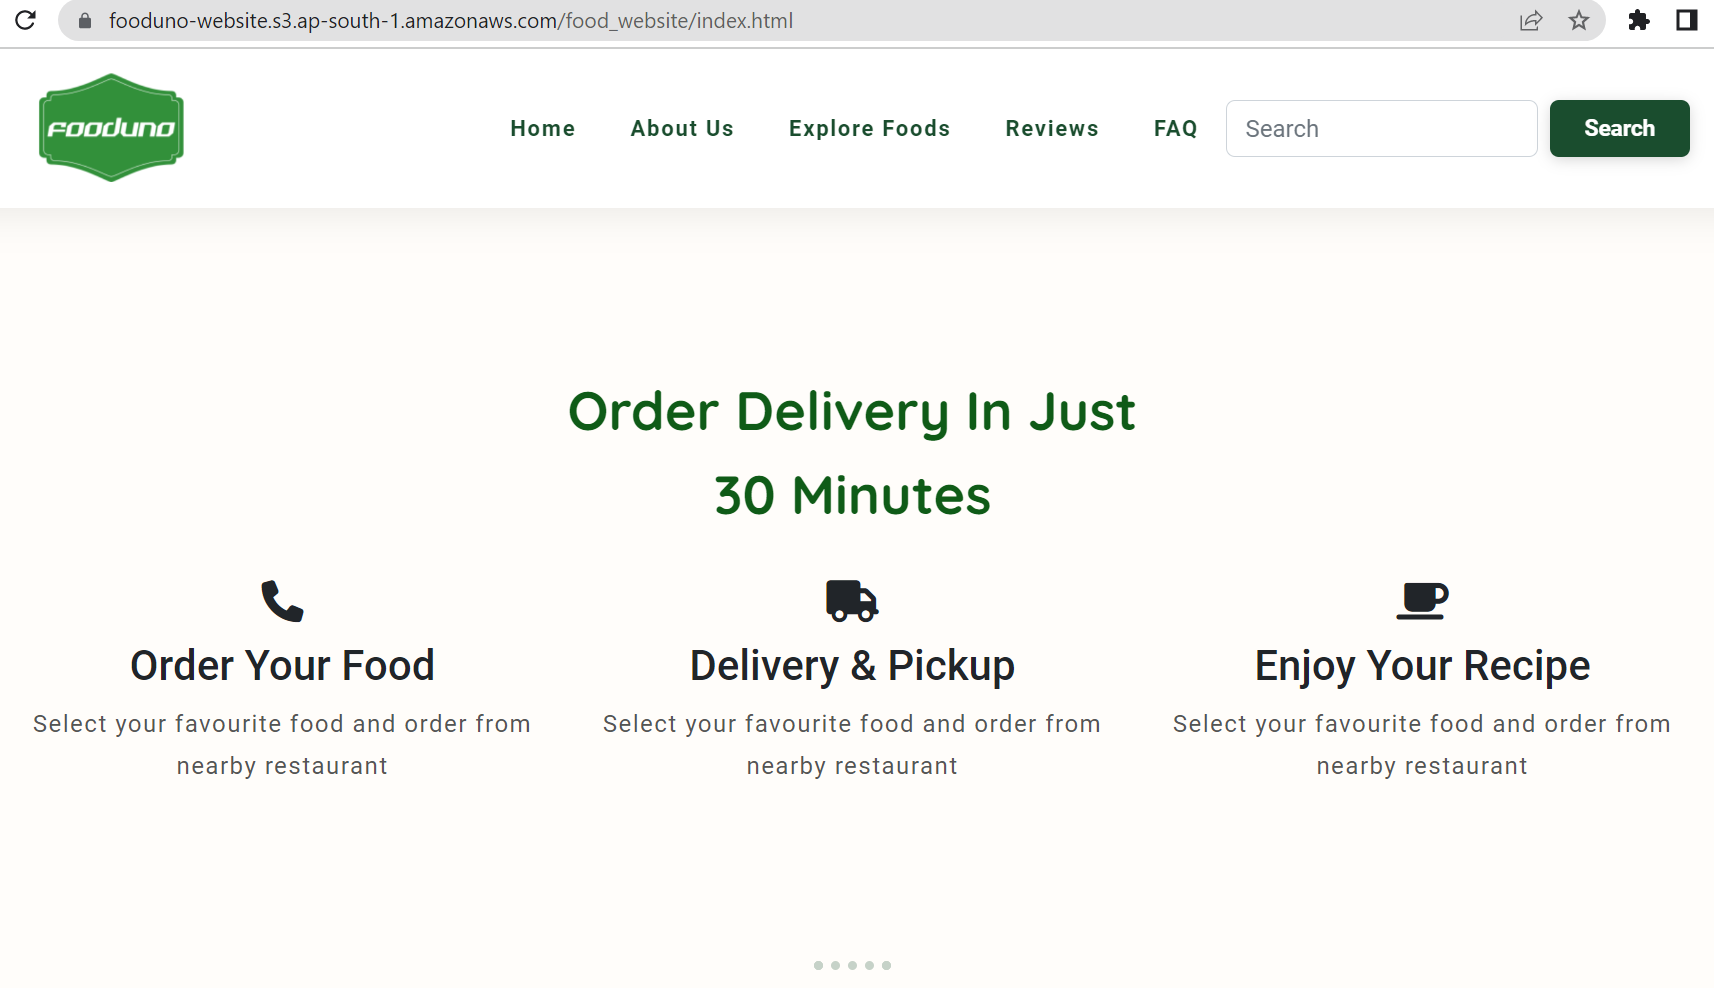 fooduno-website.s3.ap-south-1.amazonaws.com/food_website/index.html
FOODUNO
Home About Us Explore Foods Reviews FAQ Search Search
Order Delivery In Just
30 Minutes
Order Your Food
Select your favourite food and order from
nearby restaurant
Delivery & Pickup
Select your favourite food and order from
nearby restaurant
Enjoy Your Recipe
Select your favourite food and order from
nearby restaurant